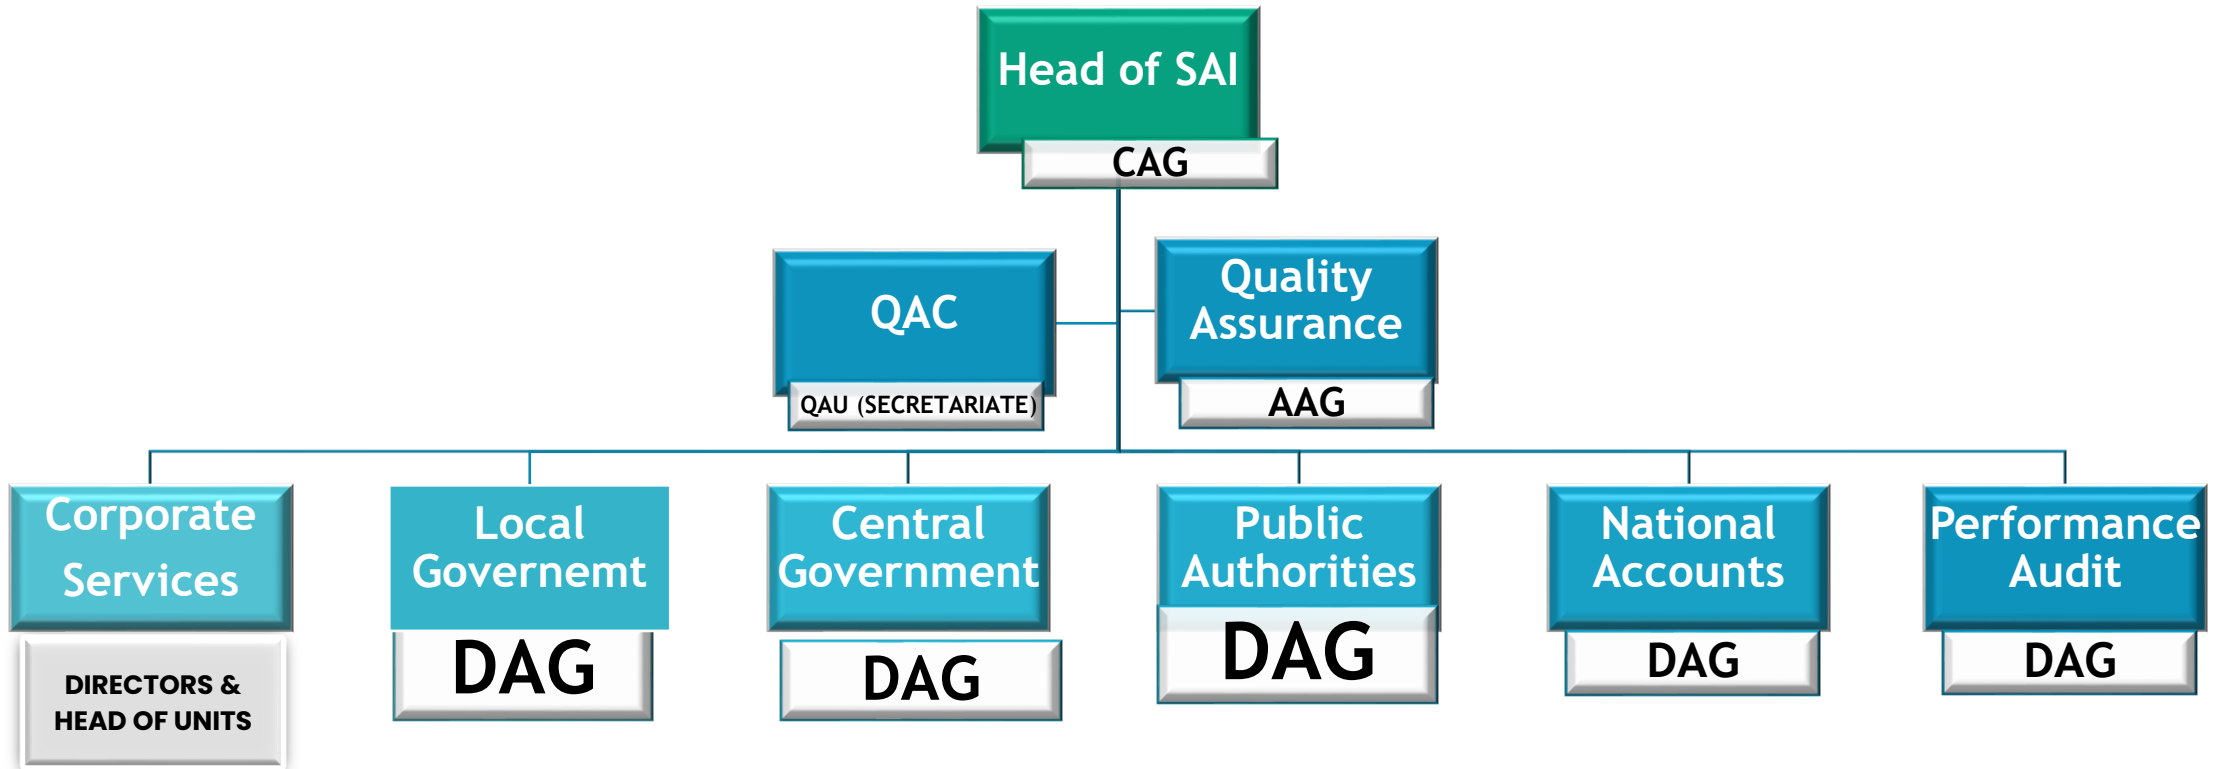 Head of SAI
CAG
QAC
QAU (SECRETARIATE)
Quality
Assurance
AAG
Corporate
Services
DIRECTORS &
HEAD OF UNITS
Local
Governemt
DAG
Central
Government
DAG
Public
Authorities
DAG
National
Accounts
DAG
Performance
Audit
DAG